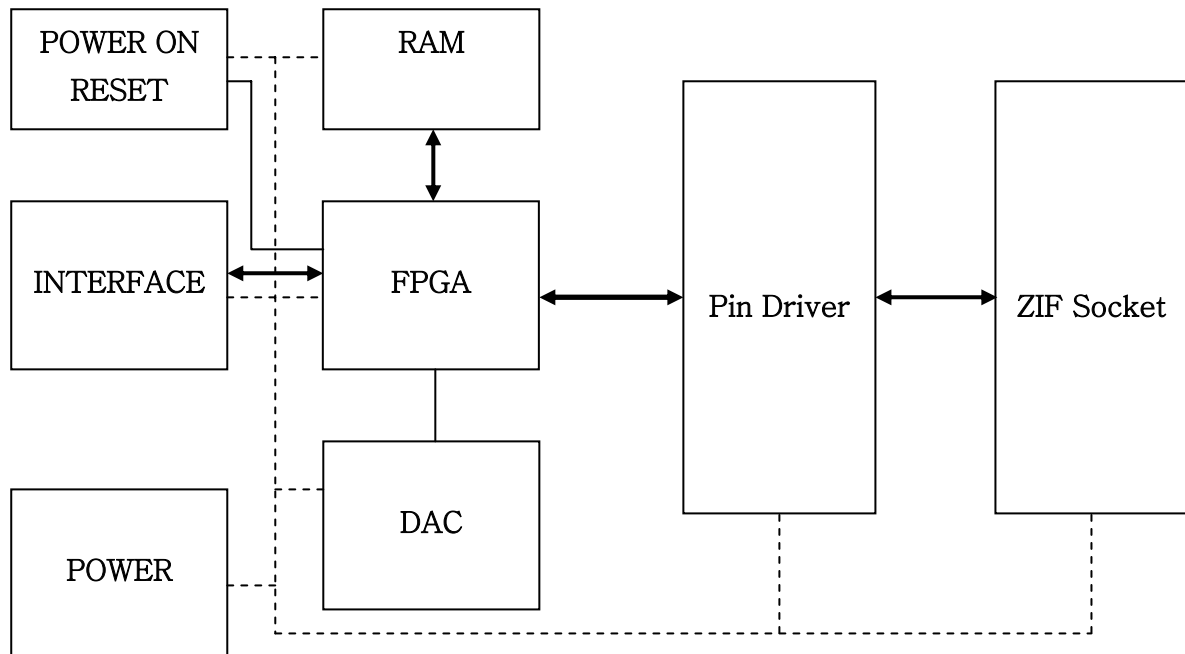 POWER ON
RESET
RAM
INTERFACE
FPGA
Pin Driver
ZIF Socket
DAC
POWER